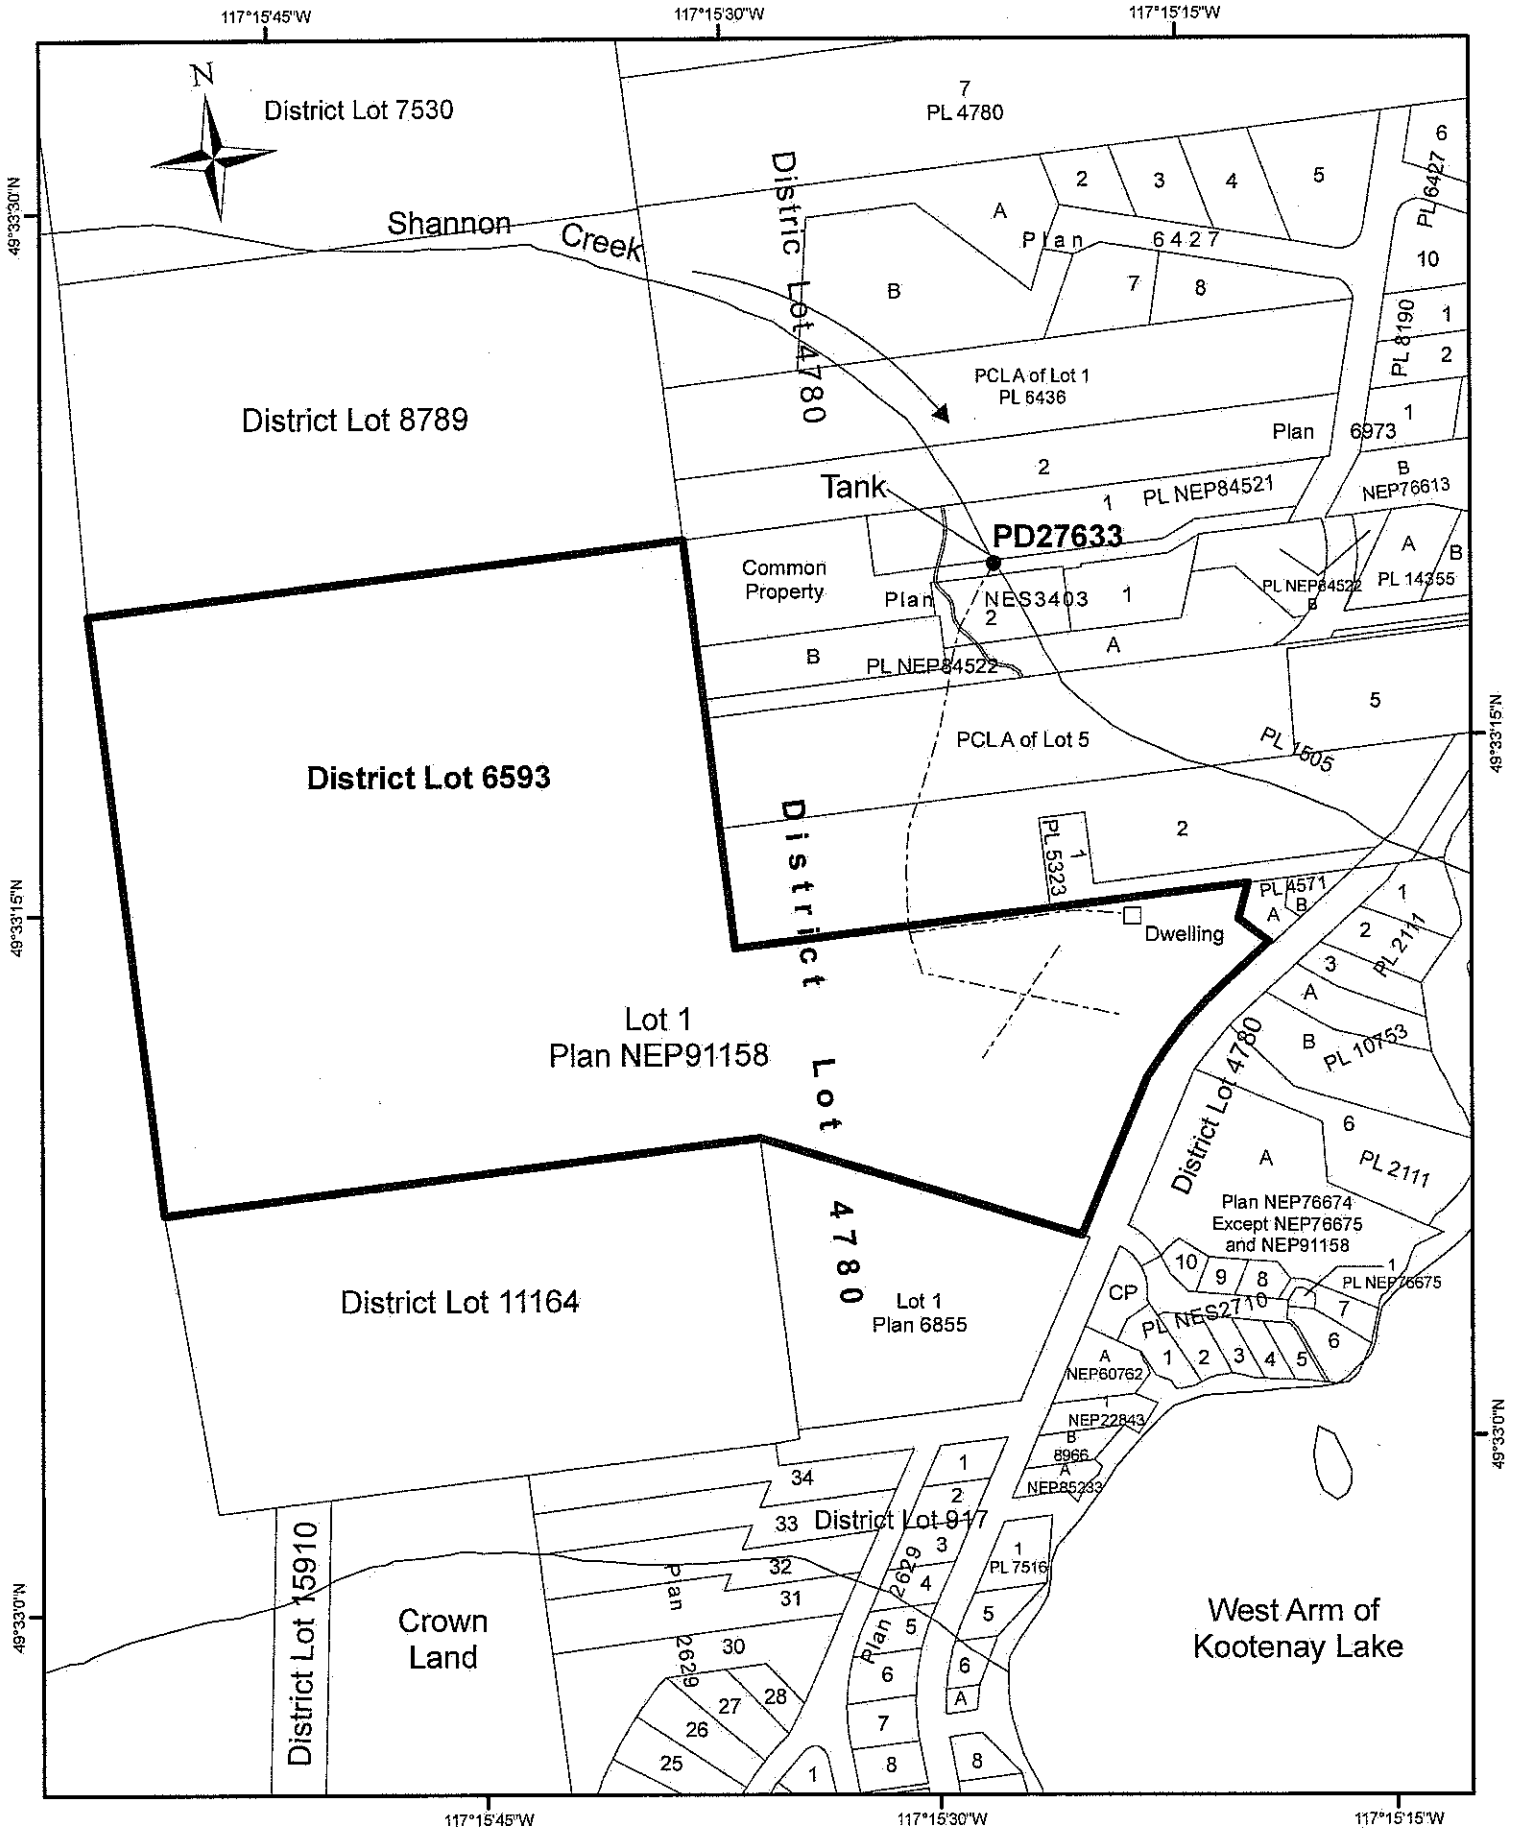 117°15'45"W
117°15'30"W
117°15'15"W
N
District Lot 7530
7
PL 4780
6
PL 6427
2
3
4
5
A
Shannon
Creek
49°33'30"N
Distric Lot 4780
Plan 6427
10
B
7
8
PL 8190
1
2
PCLA of Lot 1
PL 6436
District Lot 8789
1
Plan 6973
2
B
NEP76613
Tank
1
PL NEP84521
PD27633
A
B
PL 14355
Common
Property
PL NEP84522
B
Plan NES3403
1
2
A
B
PL NEP84522
5
49°33'15"N
PCLA of Lot 5
PL 1505
District Lot 6593
2
1
PL 5323
PL 4571
B
A
1
2
PL 2111
49°33'15"N
Dwelling
3
A
District Lot 4780
Lot 1
Plan NEP91158
B
PL 10753
District Lot 4780
6
A
PL 2111
Plan NEP76674
Except NEP76675
and NEP91158
1
PL NEP76675
10
9
8
7
CP
PL NES2710
6
District Lot 11164
Lot 1
Plan 6855
1
2
3
4
5
A
NEP60762
1
NEP22843
B
8966
A
NEP85233
49°33'0"N
34
1
2
33
District Lot 917
3
1
PL 7516
32
4
31
5
5
Plan 2629
Plan 2629
District Lot 15910
Crown
Land
West Arm of
Kootenay Lake
49°33'0"N
30
6
6
A
28
27
26
7
25
1
8
8
117°15'45"W
117°15'30"W
117°15'15"W